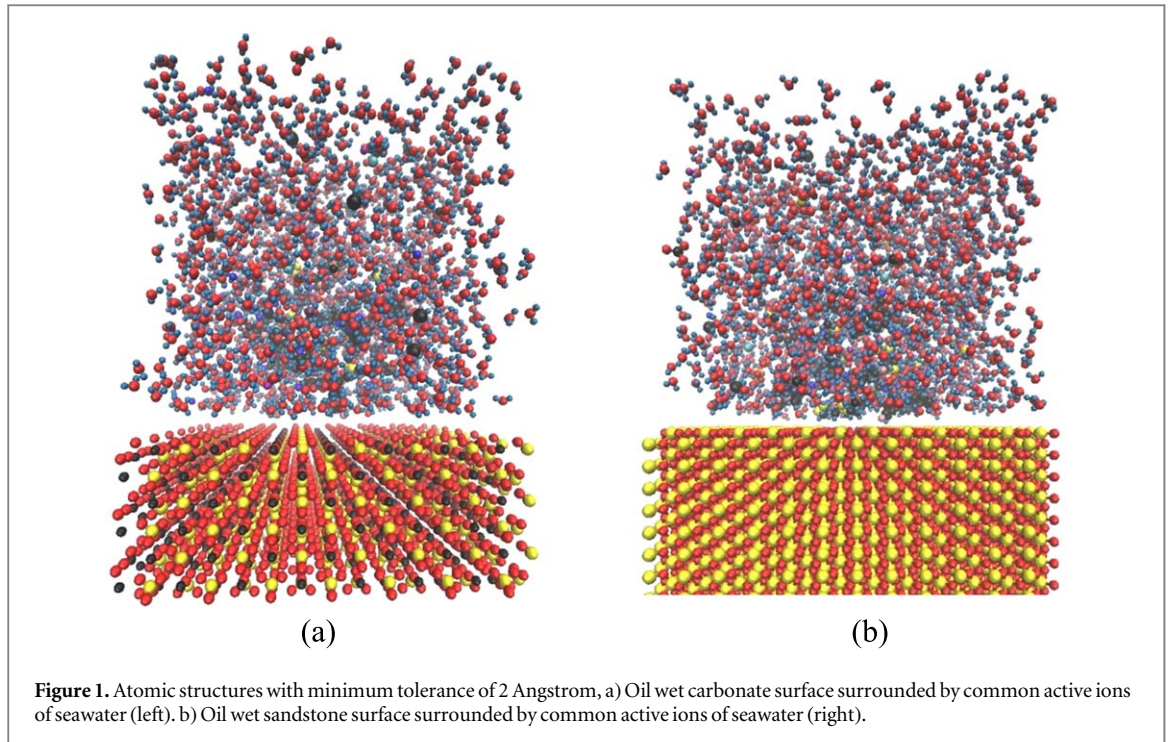 (a) (b)
Figure 1. Atomic structures with minimum tolerance of 2 Angstrom, a) Oil wet carbonate surface surrounded by common active ions
of seawater (left). b) Oil wet sandstone surface surrounded by common active ions of seawater (right).